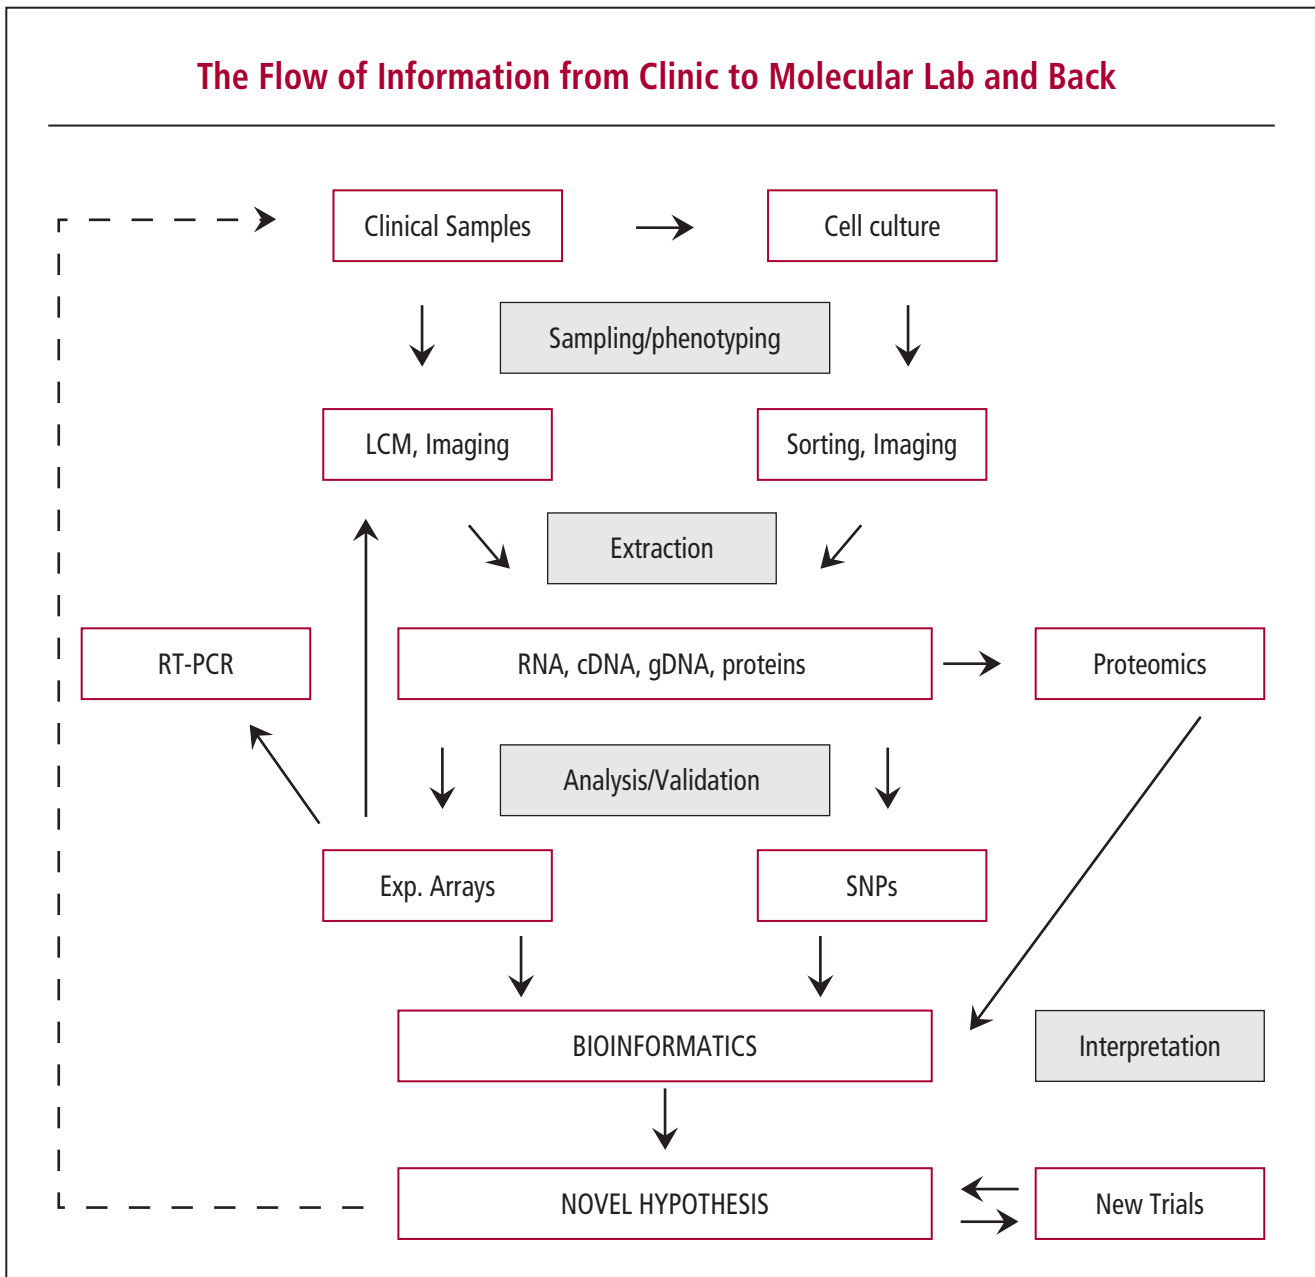 The Flow of Information from Clinic to Molecular Lab and Back
Clinical Samples
Cell culture
Sampling/phenotyping
LCM, Imaging
Sorting, Imaging
Extraction
RT-PCR
RNA, cDNA, gDNA, proteins
Proteomics
Analysis/Validation
Exp. Arrays
SNPs
BIOINFORMATICS
Interpretation
NOVEL HYPOTHESIS
New Trials